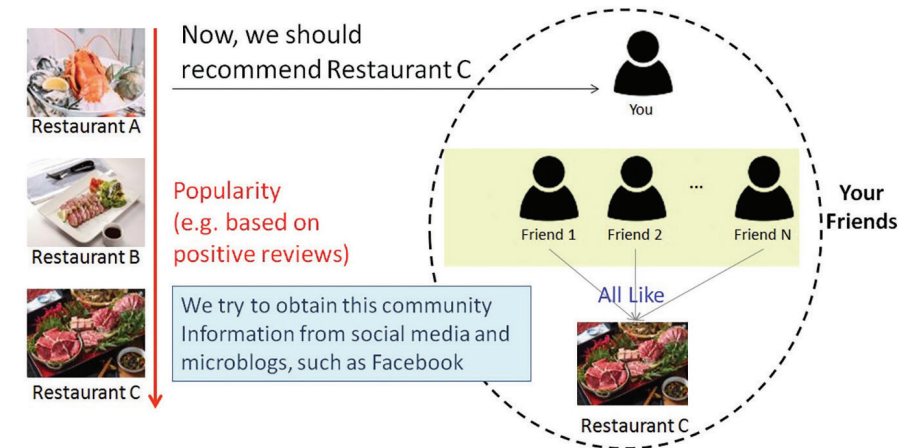 Now, we should
recommend Restaurant C
Restaurant A
Restaurant B
Restaurant C
Popularity
(e.g. based on
positive reviews)
We try to obtain this community
Information from social media and
microblogs, such as Facebook
You
Friend 1
Friend 2
...
Friend N
Your
Friends
All Like
Restaurant C